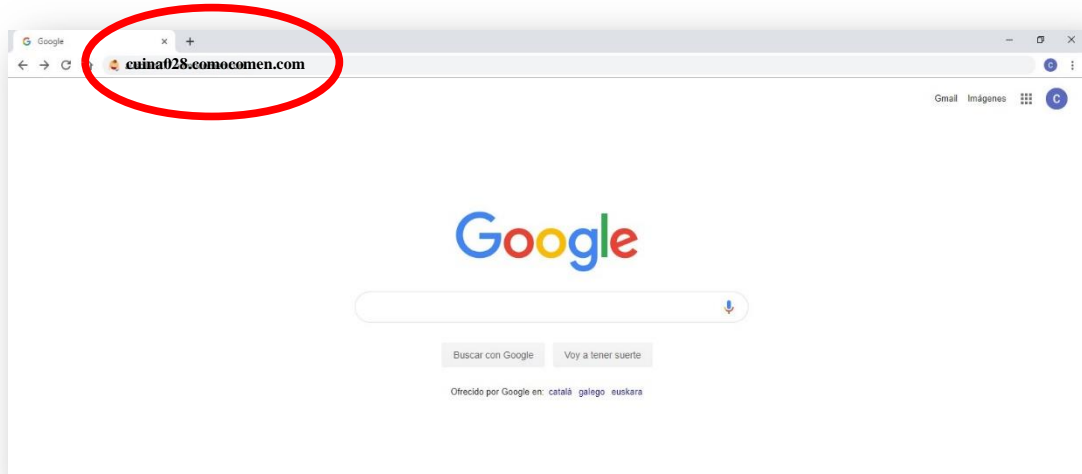 Google
cuina028.comocomen.com
Gmail Imágenes
C
Google
Buscar con Google Voy a tener suerte
Ofrecido por Google en: català galego euskara